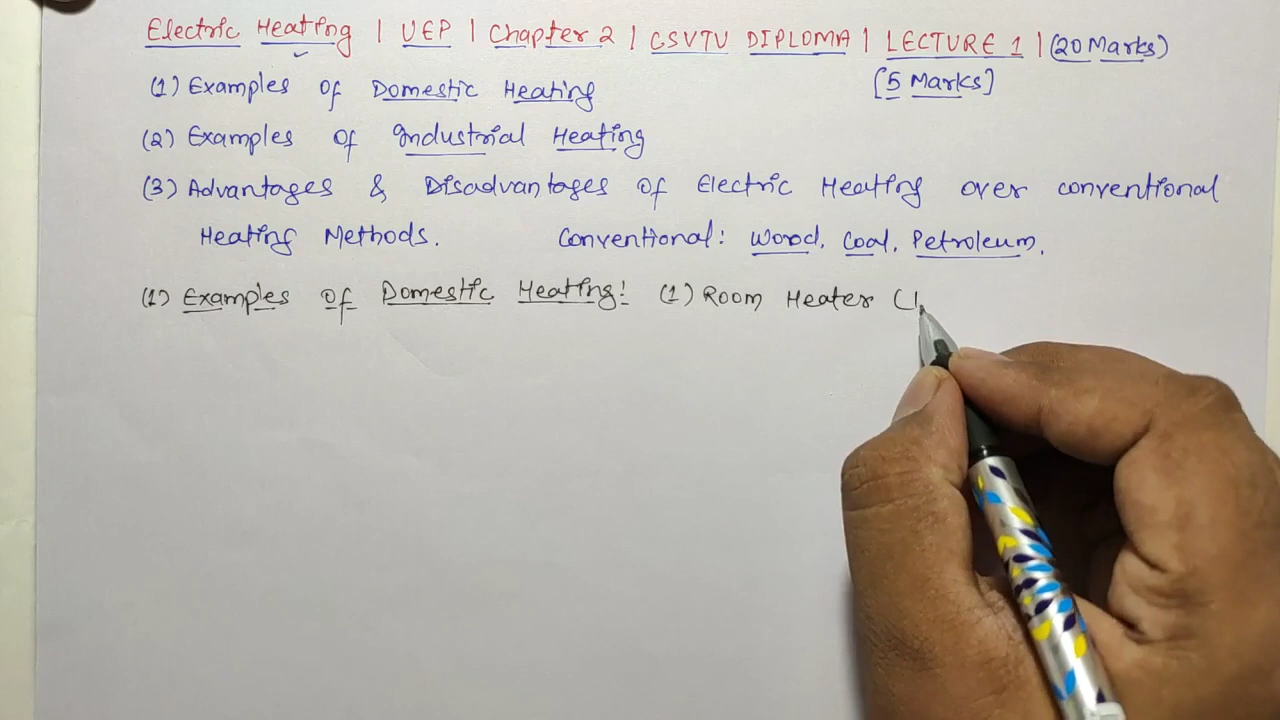 Electric Heating | UEP | Chapter 2 | CSVTU DIPLOMA | LECTURE 1 | (20 Marks)
(1) Examples of Domestic Heating [5 Marks]
(2) Examples of Industrial Heating
(3) Advantages & Disadvantages of Electric Heating over conventional
Heating Methods. Conventional: Wood, Coal, Petroleum.
(1) Examples of Domestic Heating: (1) Room Heater (